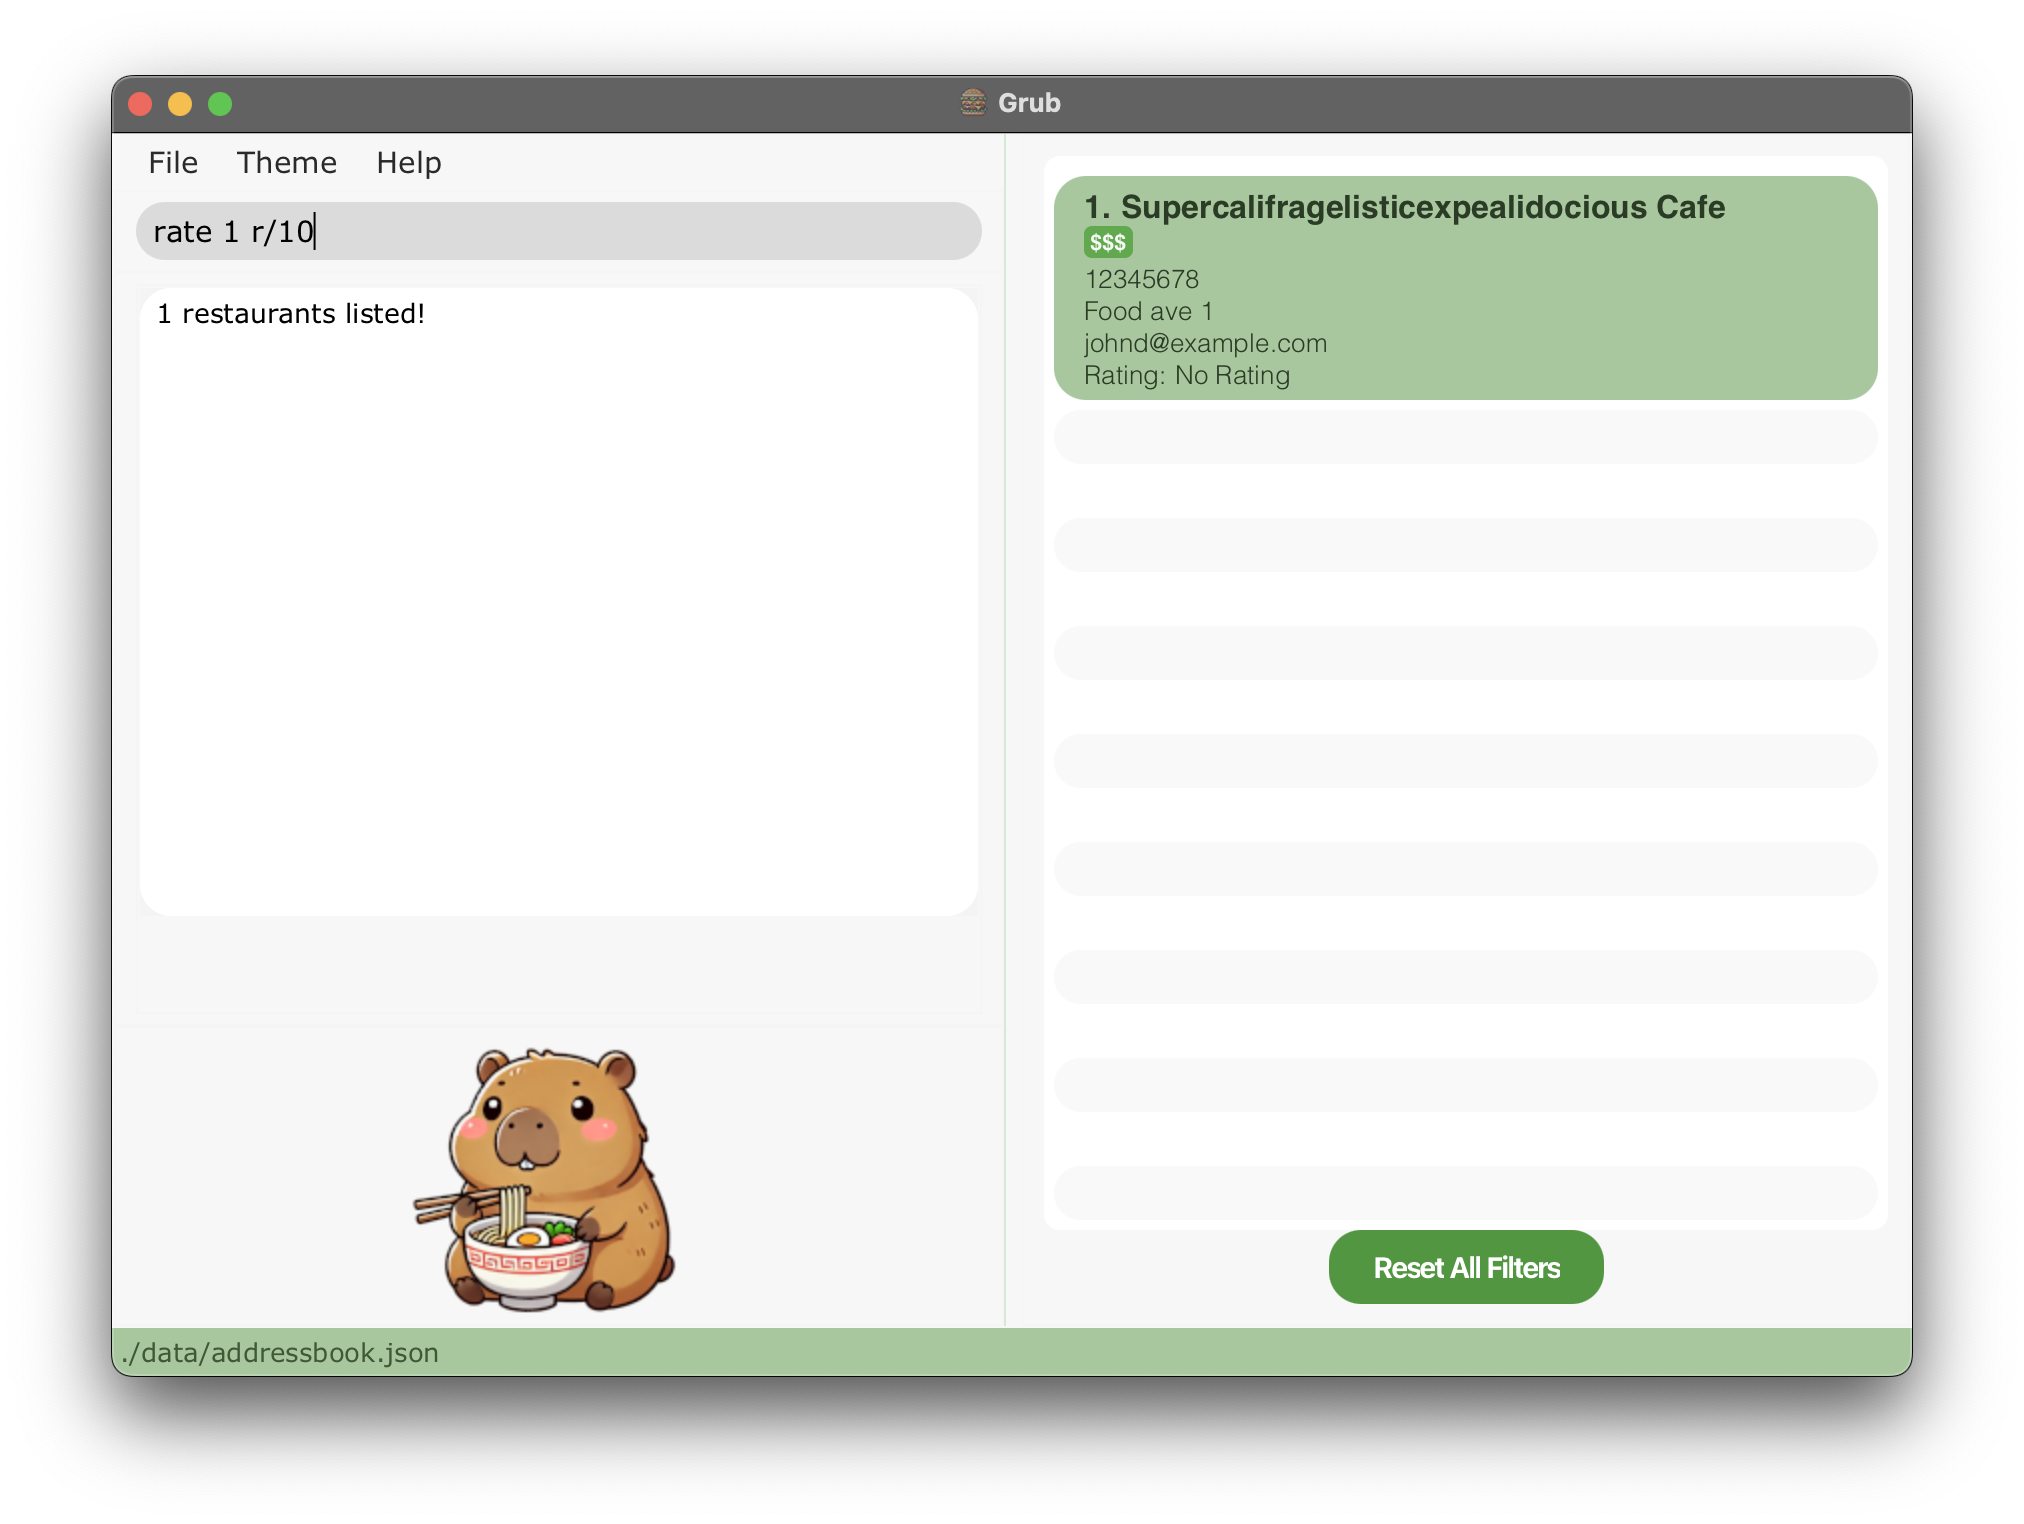 Grub
File Theme Help
rate 1 r/10
1 restaurants listed!
1. Supercalifragelisticexpealidocious Cafe
$$$
12345678
Food ave 1
johnd@example.com
Rating: No Rating
Reset All Filters
./data/addressbook.json